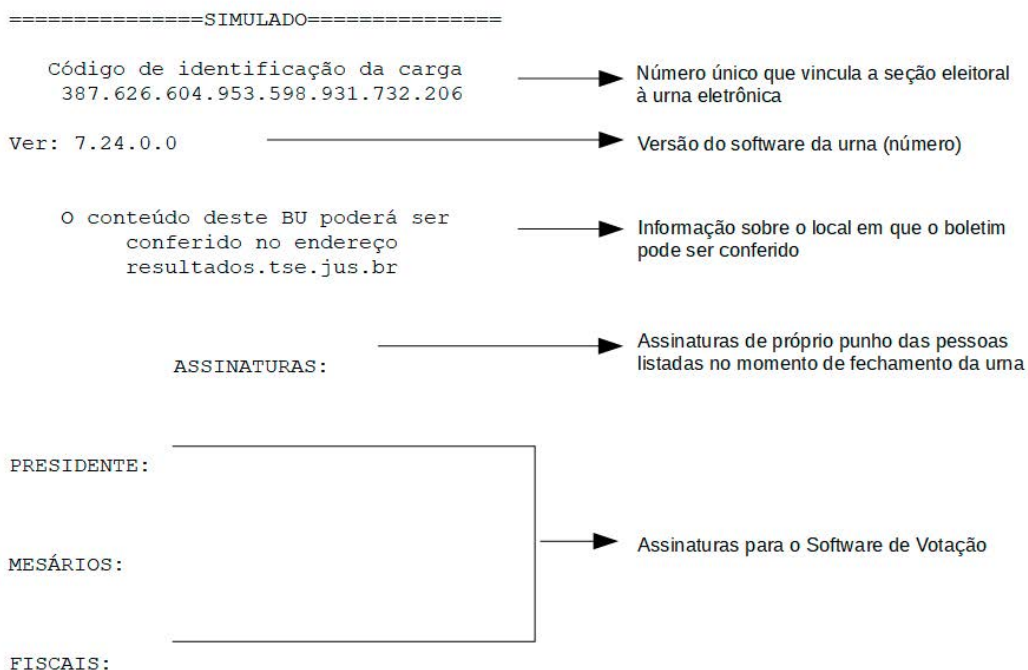 ===============SIMULADO===============
Código de identificação da carga
387.626.604.953.598.931.732.206
Número único que vincula a seção eleitoral
à urna eletrônica
Ver: 7.24.0.0
Versão do software da urna (número)
O conteúdo deste BU poderá ser
conferido no endereço
resultados.tse.jus.br
Informação sobre o local em que o boletim
pode ser conferido
ASSINATURAS:
Assinaturas de próprio punho das pessoas
listadas no momento de fechamento da urna
PRESIDENTE:
MESÁRIOS:
Assinaturas para o Software de Votação
FISCAIS: